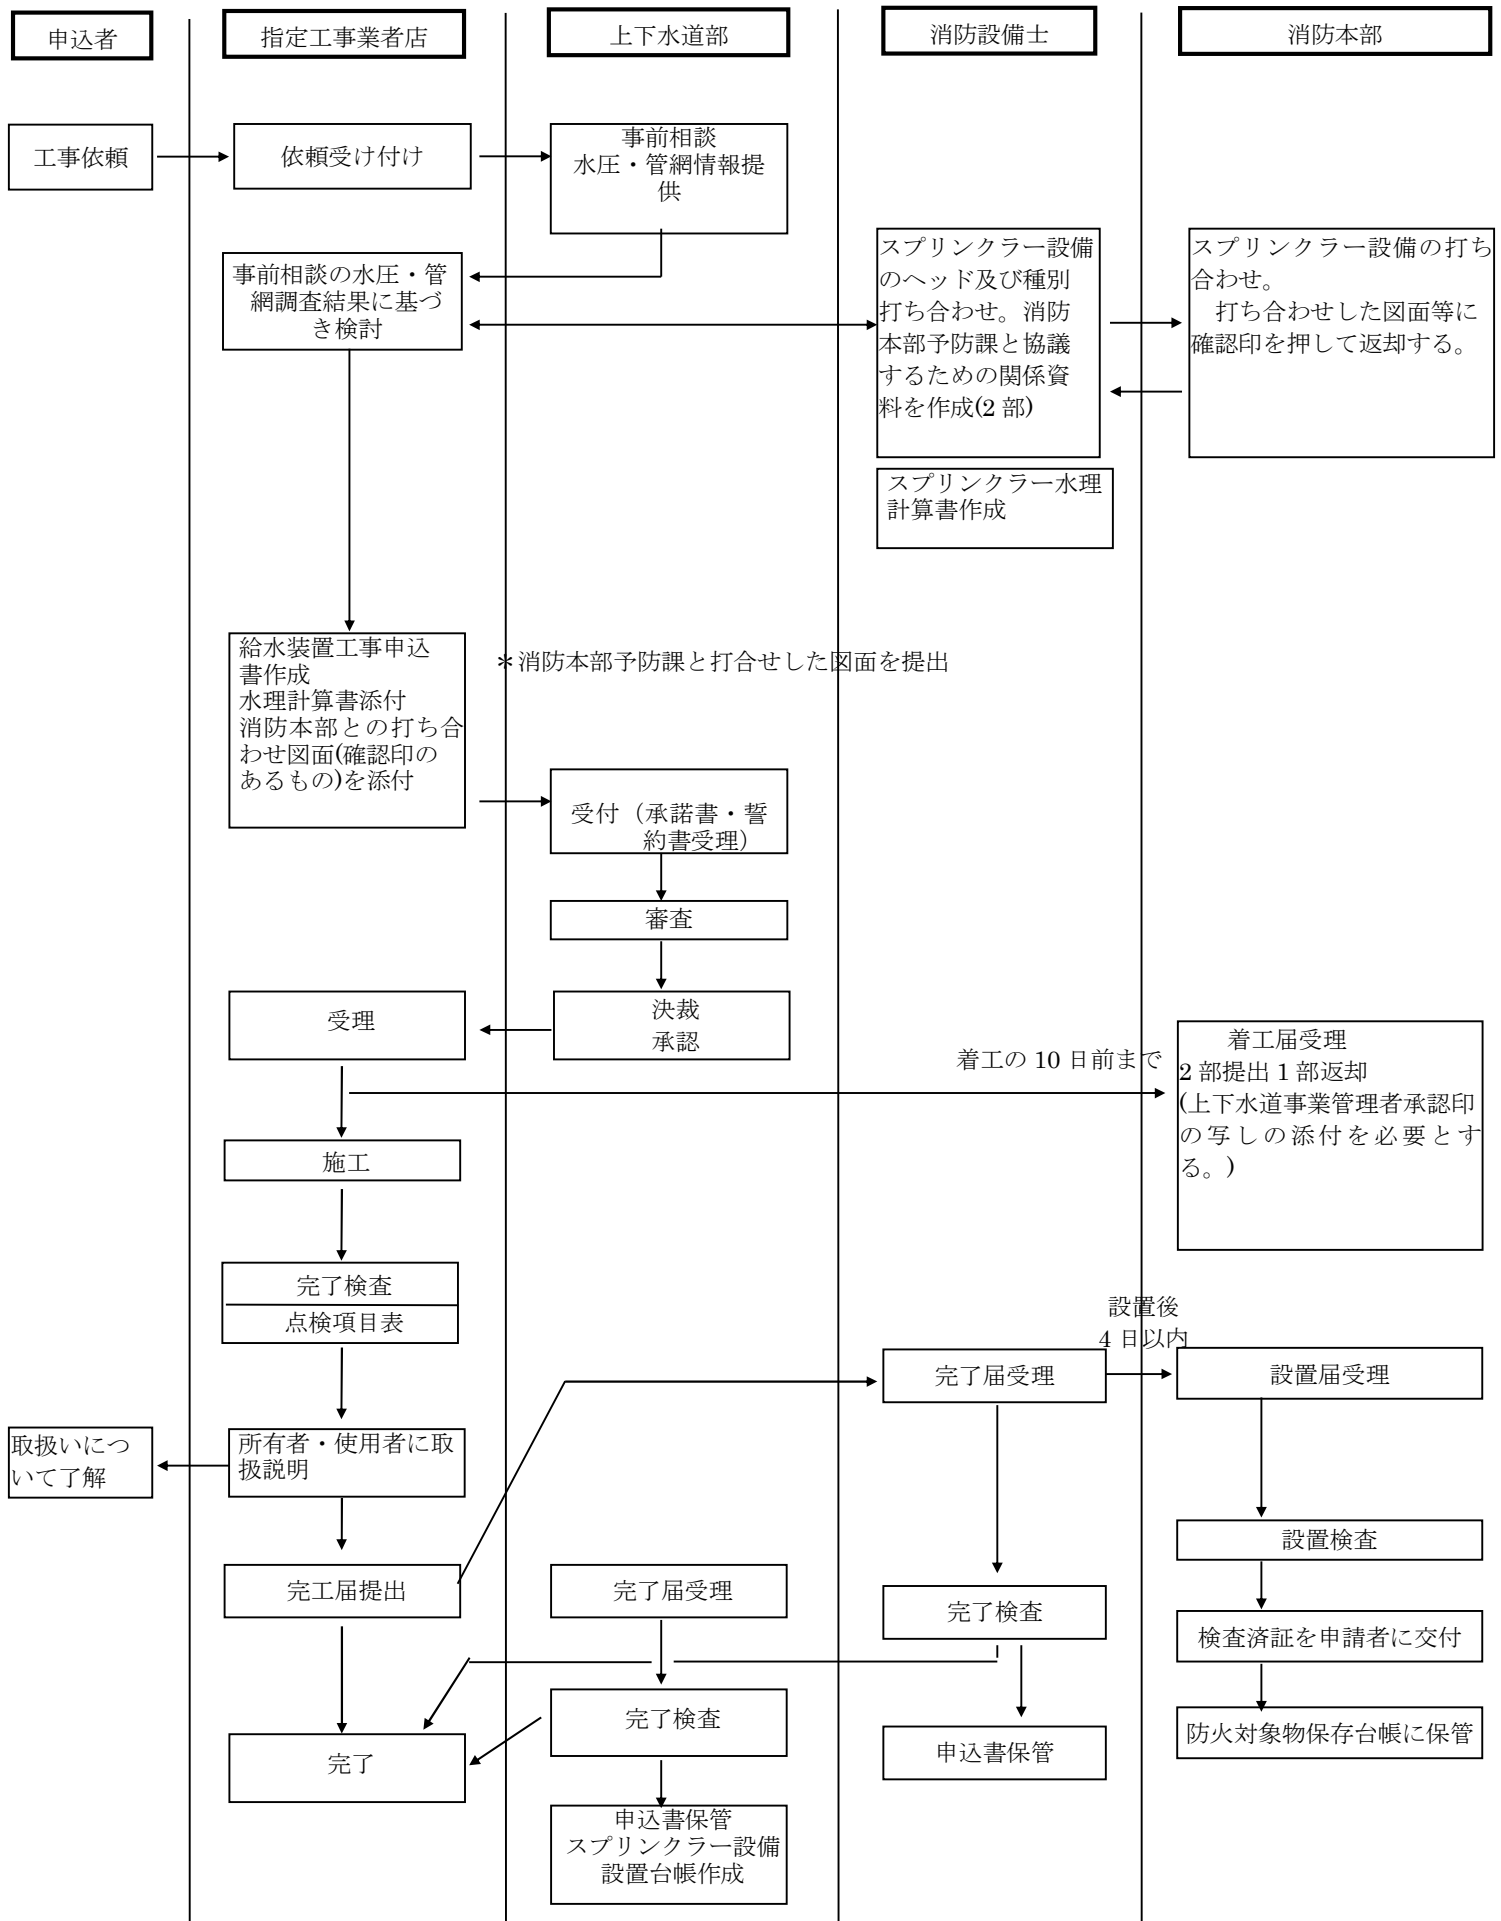 申込者
指定工事業者店
上下水道部
消防設備士
消防本部
工事依頼
依頼受け付け
事前相談
水圧・管網情報提
供
事前相談の水圧・管
網調査結果に基づ
き検討
スプリンクラー設備
のヘッド及び種別
打ち合わせ。消防
本部予防課と協議
するための関係資
料を作成(2 部)
スプリンクラー設備の打ち
合わせ。
打ち合わせした図面等に
確認印を押して返却する。
スプリンクラー水理
計算書作成
給水装置工事申込
書作成
水理計算書添付
消防本部との打ち合
わせ図面(確認印の
あるもの)を添付
＊消防本部予防課と打合せした図面を提出
受付（承諾書・誓
約書受理）
審査
決裁
承認
受理
着工の 10 日前まで
着工届受理
2 部提出 1 部返却
(上下水道事業管理者承認印
の写しの添付を必要とす
る。)
施工
完了検査
点検項目表
設置後
4 日以内
完了届受理
設置届受理
取扱いにつ
いて了解
所有者・使用者に取
扱説明
設置検査
完工届提出
完了届受理
完了検査
検査済証を申請者に交付
完了検査
完了
申込書保管
防火対象物保存台帳に保管
申込書保管
スプリンクラー設備
設置台帳作成